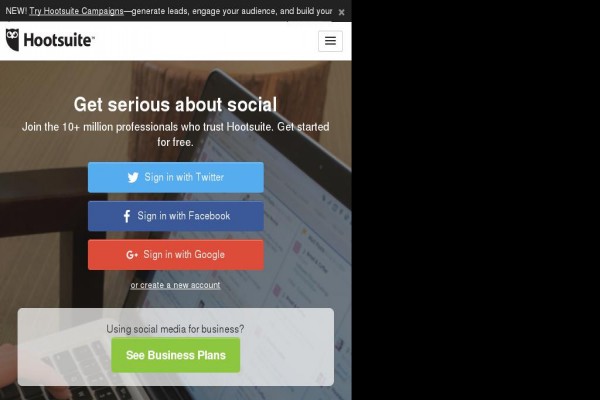 NEW! Try Hootsuite Campaigns—generate leads, engage your audience, and build your
×
Hootsuite™
Get serious about social
Join the 10+ million professionals who trust Hootsuite. Get started
for free.
Sign in with Twitter
Sign in with Facebook
G+ Sign in with Google
or create a new account
Using social media for business?
See Business Plans